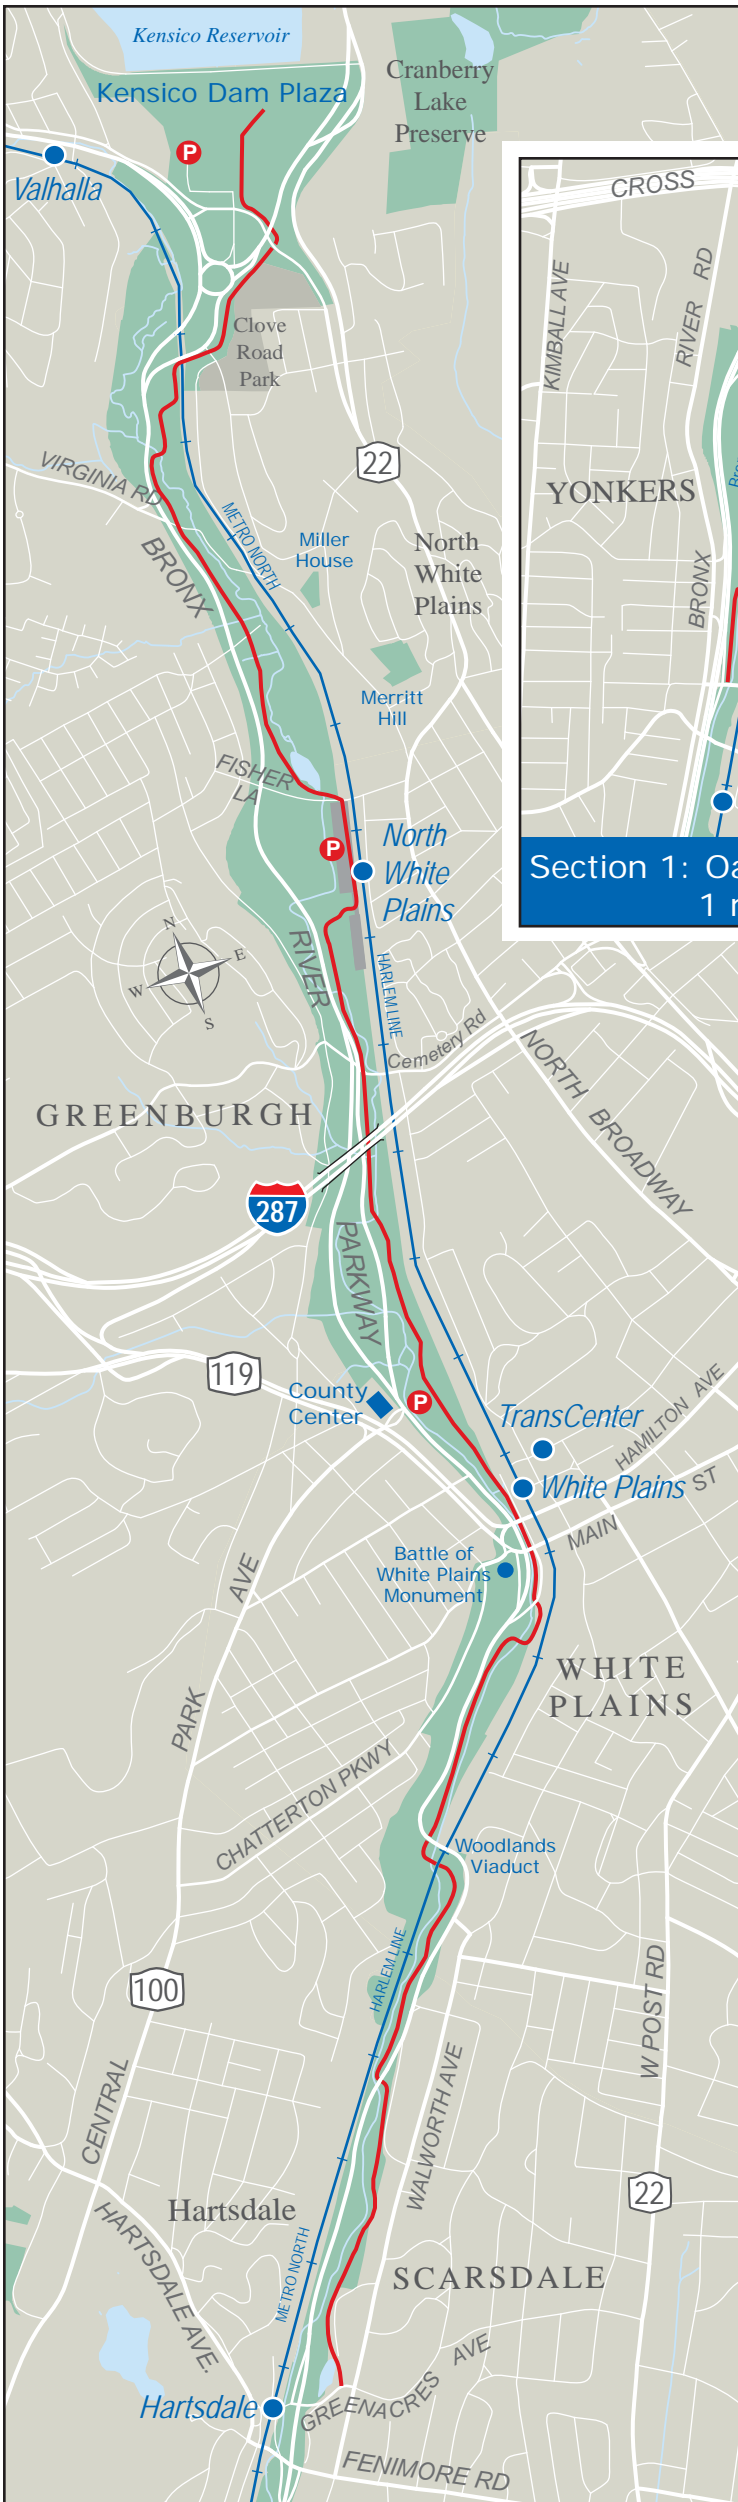 Kensico Reservoir
Kensico Dam Plaza
Cranberry
Lake
Preserve
P
Valhalla
CROSS
KIMBALL AVE
RIVER RD
Clove
Road
Park
22
VIRGINIA RD
YONKERS
METRO NORTH
BRONX
Miller
House
North
White
Plains
BRONX
Merritt
Hill
FISHER
LA
P
North
White
Plains
Section 1: Oa
1 m
N
E
W
S
RIVER
HARLEM LINE
Cemetery Rd
NORTH BROADWAY
GREENBURGH
287
PARKWAY
119
County
Center
P
TransCenter
HAMILTON AVE
White Plains
MAIN ST
Battle of
White Plains
Monument
PARK AVE
WHITE
PLAINS
CHATTERTON PKWY
Woodlands
Viaduct
HARLEM LINE
100
W POST RD
CENTRAL
WALWORTH AVE
22
Hartsdale
HARTSDALE AVE.
METRO NORTH
SCARSDALE
Hartsdale
GREENACRES AVE
FENIMORE RD